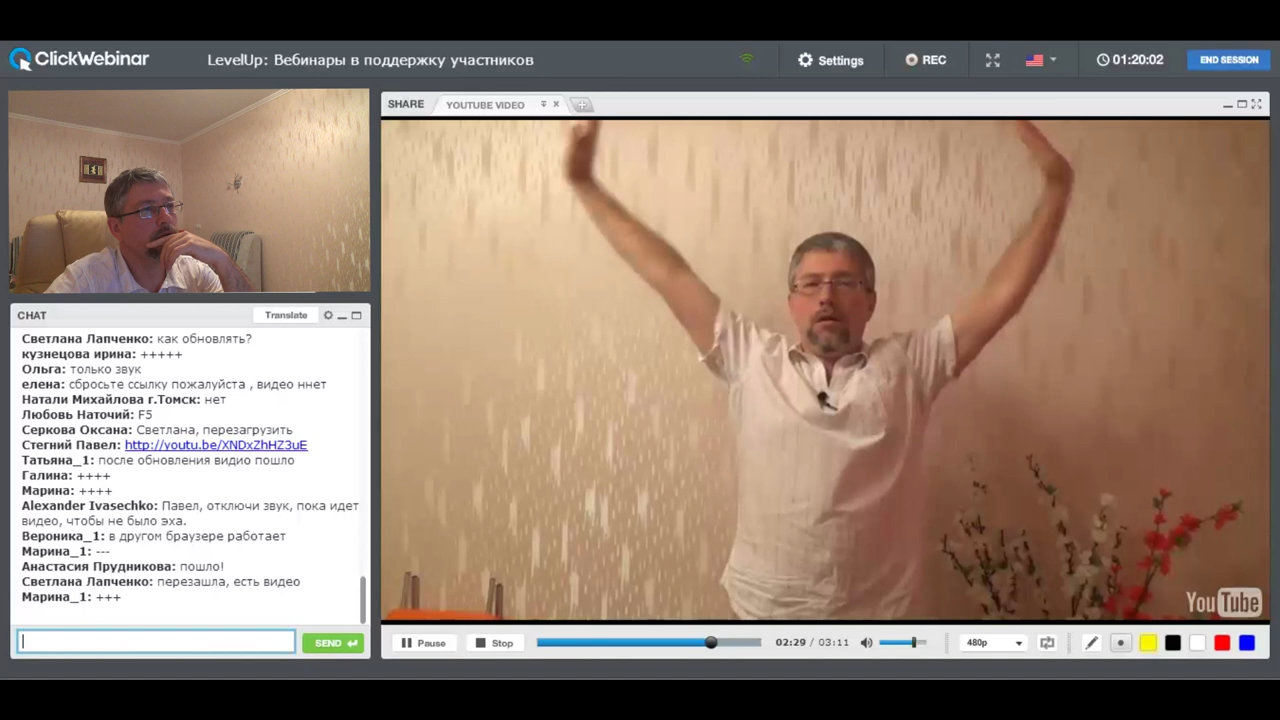 ClickWebinar
LevelUp: Вебинары в поддержку участников
Settings
REC
01:20:02
END SESSION
SHARE
YOUTUBE VIDEO
CHAT
Translate
Светлана Лапченко: как обновлять?
кузнецова ирина: +++++
Ольга: только звук
елена: сбросьте ссылку пожалуйста , видео ннет
Натали Михайлова г.Томск: нет
Любовь Наточий: F5
Серкова Оксана: Светлана, перезагрузить
Стегний Павел: http://youtu.be/XNDxZhHZ3uE
Татьяна_1: после обновления видио пошло
Галина: ++++
Марина: ++++
Alexander Ivasechko: Павел, отключи звук, пока идет
видео, чтобы не было эха.
Вероника_1: в другом браузере работает
Марина_1: ---
Анастасия Прудникова: пошло!
Светлана Лапченко: перезашла, есть видео
Марина_1: +++
SEND
YouTube
Pause
Stop
02:29 / 03:11
480p